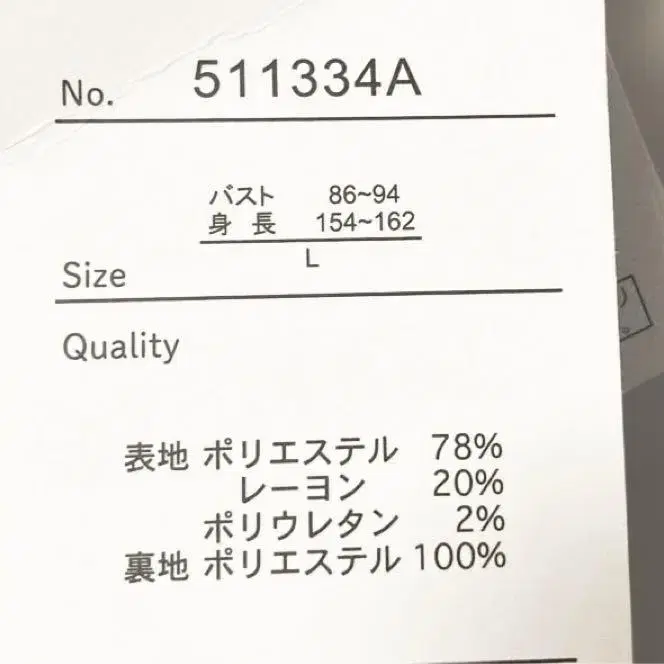 No. 511334A
バスト 86~94
身長 154~162
L
Size
Quality
表地 ポリエステル 78%
レーヨン 20%
ポリウレタン 2%
裏地 ポリエステル 100%